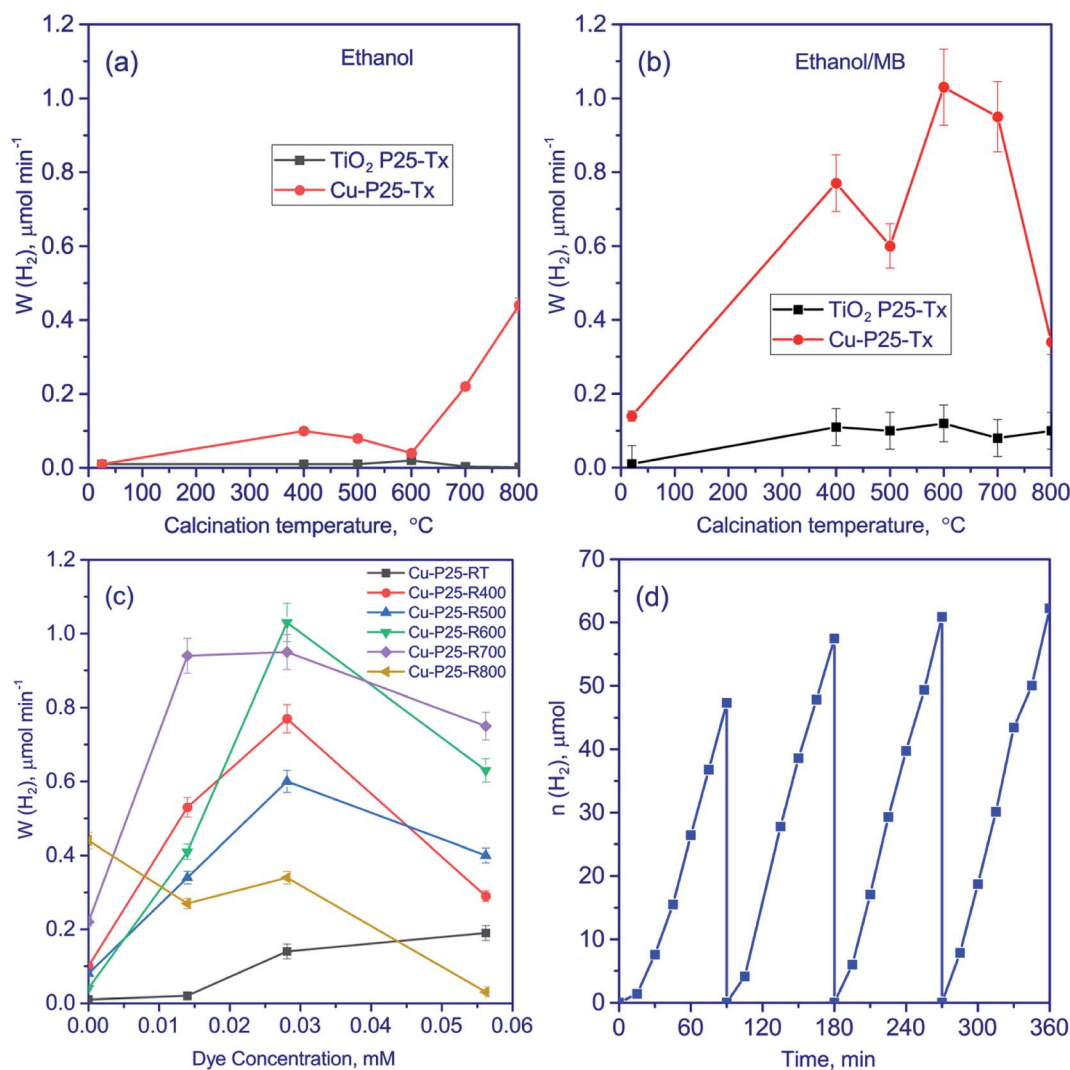 (a)
Ethanol
TiO₂ P25-Tx
Cu-P25-Tx
W (H₂), μmol min⁻¹
1.2
1.0
0.8
0.6
0.4
0.2
0.0
0 100 200 300 400 500 600 700 800
Calcination temperature, °C
(b)
Ethanol/MB
TiO₂ P25-Tx
Cu-P25-Tx
W (H₂), μmol min⁻¹
1.2
1.0
0.8
0.6
0.4
0.2
0.0
0 100 200 300 400 500 600 700 800
Calcination temperature, °C
(c)
Cu-P25-RT
Cu-P25-R400
Cu-P25-R500
Cu-P25-R600
Cu-P25-R700
Cu-P25-R800
W (H₂), μmol min⁻¹
1.2
1.0
0.8
0.6
0.4
0.2
0.0
0.00 0.01 0.02 0.03 0.04 0.05 0.06
Dye Concentration, mM
(d)
n (H₂), μmol
70
60
50
40
30
20
10
0
0 60 120 180 240 300 360
Time, min